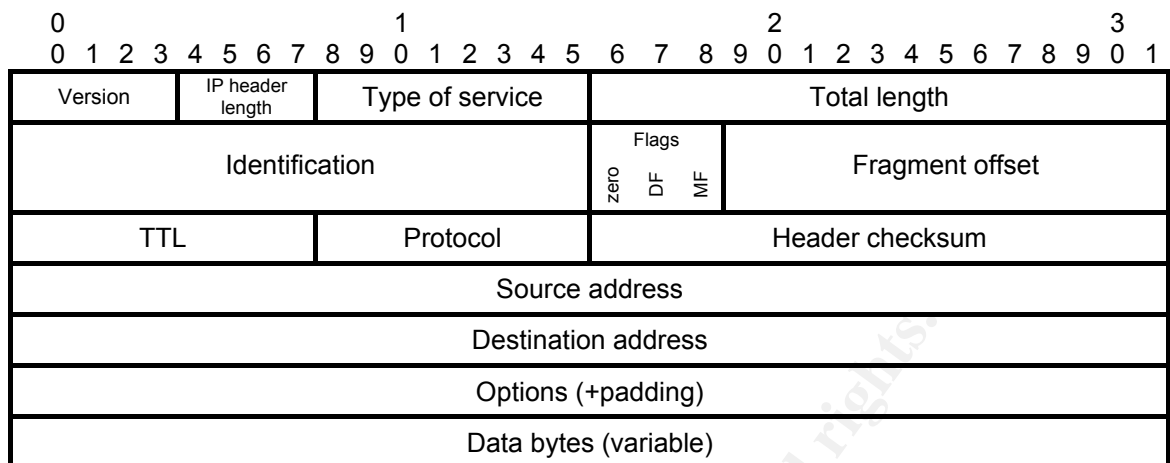 0 1 2 3
0 1 2 3 4 5 6 7 8 9 0 1 2 3 4 5 6 7 8 9 0 1 2 3 4 5 6 7 8 9 0 1
Version IP header length Type of service Total length
Identification Flags zero DF MF Fragment offset
TTL Protocol Header checksum
Source address
Destination address
Options (+padding)
Data bytes (variable)
rights.